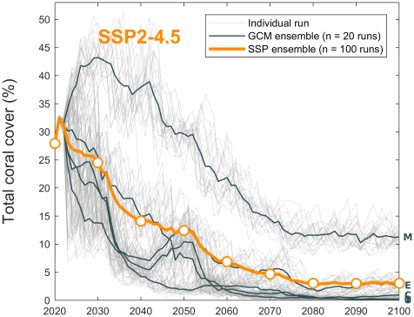 SSP2-4.5
Individual run
GCM ensemble (n = 20 runs)
SSP ensemble (n = 100 runs)
Total coral cover (%)
50
45
40
35
30
25
20
15
10
5
0
M
E
C
2020 2030 2040 2050 2060 2070 2080 2090 2100